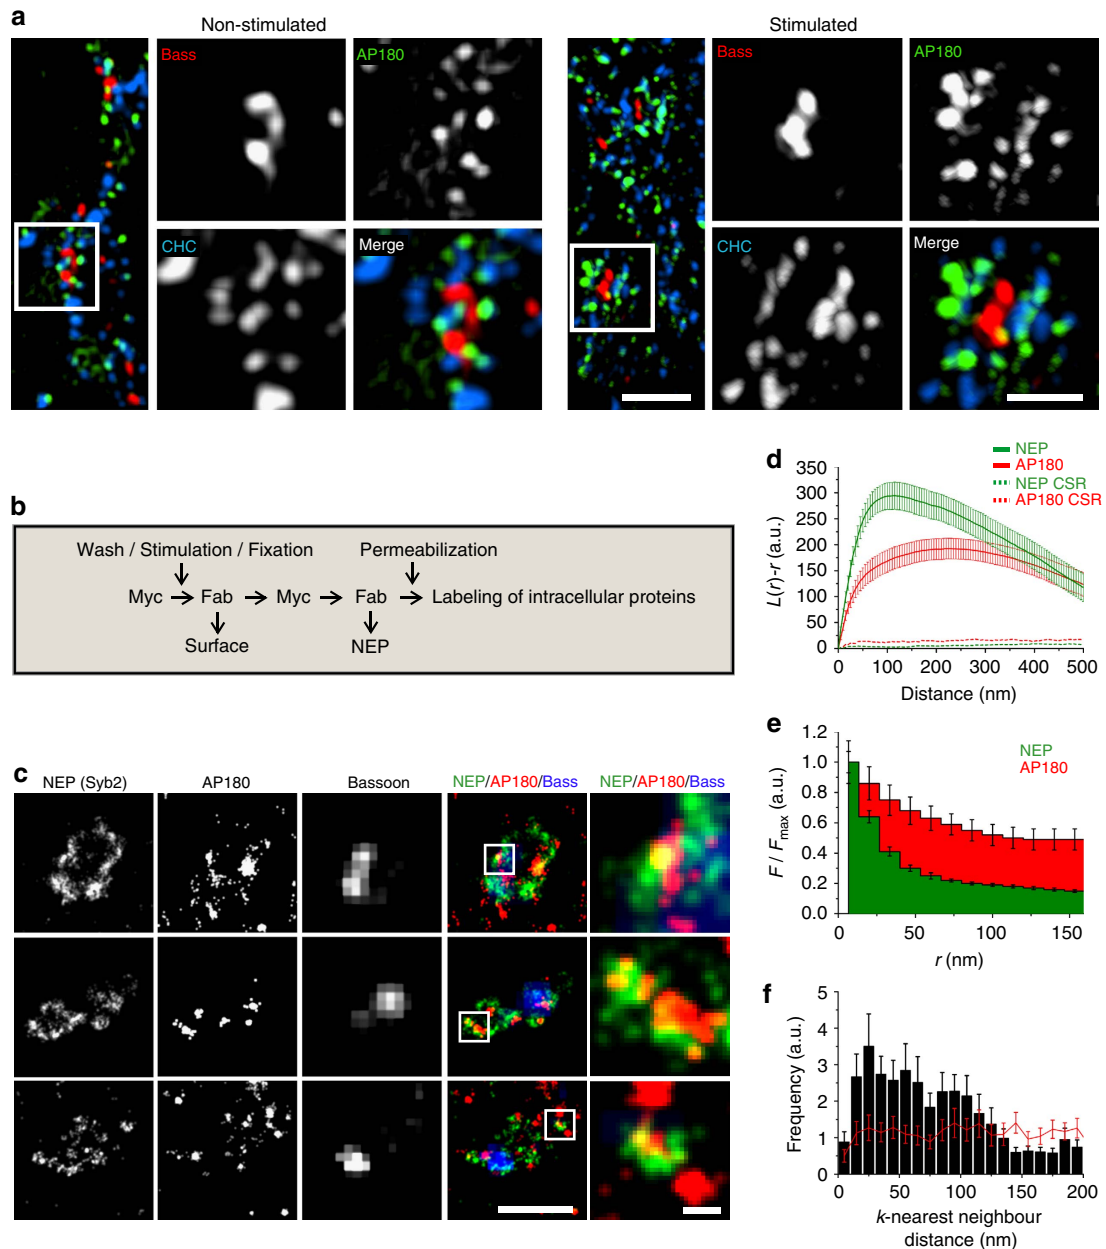 a
Non-stimulated
Stimulated
Bass
AP180
Bass
AP180
CHC
Merge
CHC
Merge
b
Wash / Stimulation / Fixation
Permeabilization
Myc → Fab → Myc → Fab → Labeling of intracellular proteins
Surface
NEP
c
NEP (Syb2)
AP180
Bassoon
NEP/AP180/Bass
NEP/AP180/Bass
d
NEP
AP180
NEP CSR
AP180 CSR
L(r)-r (a.u.)
350
300
250
200
150
100
50
0
0 100 200 300 400 500
Distance (nm)
e
NEP
AP180
F / Fmax (a.u.)
1.2
1.0
0.8
0.6
0.4
0.2
0.0
0 50 100 150
r (nm)
f
Frequency (a.u.)
5
4
3
2
1
0
0 50 100 150 200
k-nearest neighbour
distance (nm)